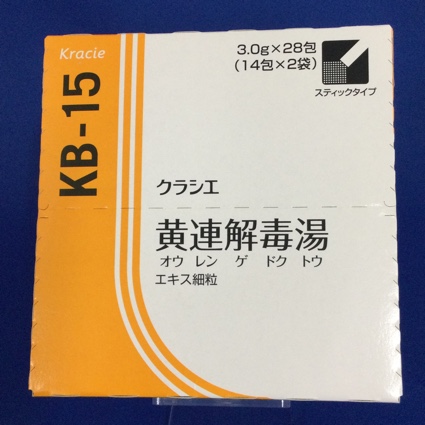 Kracie
KB-15
3.0g×28包
(14包×2袋)
スティックタイプ
クラシエ
黄連解毒湯
オウ レン ゲ ドク トウ
エキス細粒